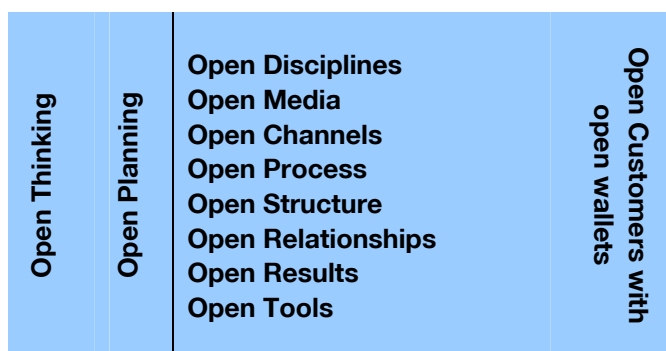 Open Thinking
Open Planning
Open Disciplines
Open Media
Open Channels
Open Process
Open Structure
Open Relationships
Open Results
Open Tools
Open Customers with
open wallets